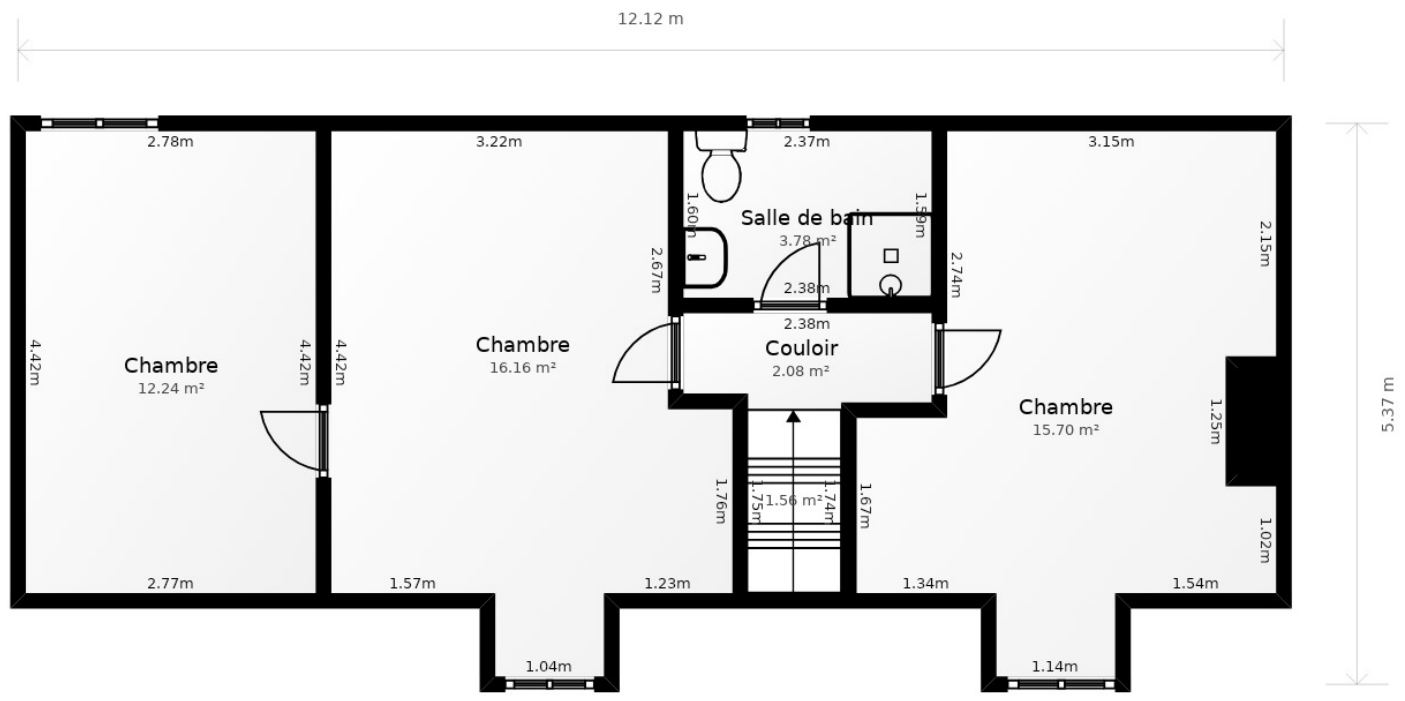 12.12 m
2.78m
3.22m
2.37m
3.15m
1.60m
1.59m
Salle de bain
3.78 m²
2.15m
2.67m
2.74m
2.38m
2.38m
Couloir
2.08 m²
4.42m
4.42m
4.42m
Chambre
16.16 m²
Chambre
12.24 m²
Chambre
15.70 m²
1.25m
5.37 m
1.76m
1.75m
1.56 m²
1.74m
1.67m
1.02m
2.77m
1.57m
1.23m
1.34m
1.54m
1.04m
1.14m